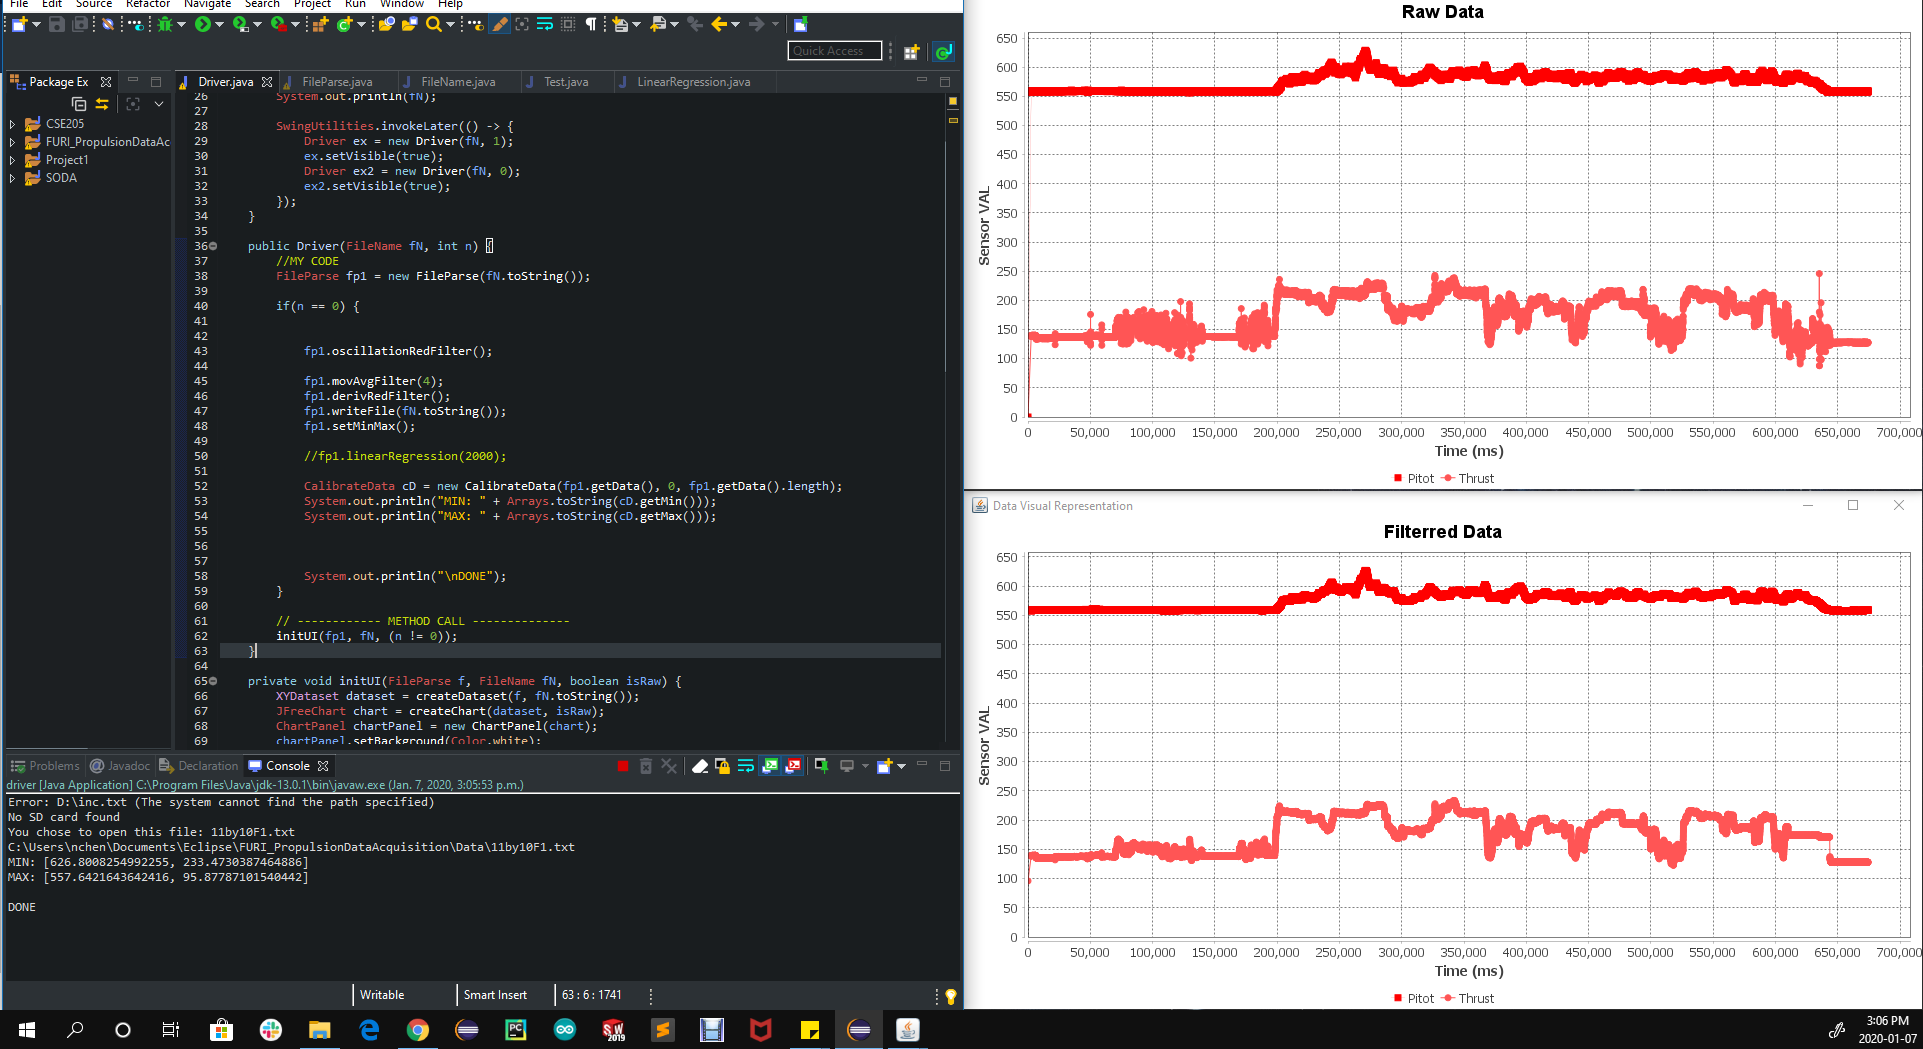 File Edit Source Refactor Navigate Search Project Run Window Help
Quick Access
Package Ex
Driver.java FileParse.java FileName.java Test.java LinearRegression.java
CSE205
FURI_PropulsionDataAc
Project1
SODA
26 System.out.println(fN);
27
28 SwingUtilities.invokeLater(() -> {
29 Driver ex = new Driver(fN, 1);
30 ex.setVisible(true);
31 Driver ex2 = new Driver(fN, 0);
32 ex2.setVisible(true);
33 });
34 }
35
36 public Driver(FileName fN, int n) {
37 //MY CODE
38 FileParse fp1 = new FileParse(fN.toString());
39
40 if(n == 0) {
41
42
43 fp1.oscillationRedFilter();
44
45 fp1.movAvgFilter(4);
46 fp1.derivRedFilter();
47 fp1.writeFile(fN.toString());
48 fp1.setMinMax();
49
50 //fp1.linearRegression(2000);
51
52 CalibrateData cD = new CalibrateData(fp1.getData(), 0, fp1.getData().length);
53 System.out.println("MIN: " + Arrays.toString(cD.getMin()));
54 System.out.println("MAX: " + Arrays.toString(cD.getMax()));
55
56
57
58 System.out.println("\nDONE");
59 }
60
61 // ------------ METHOD CALL --------------
62 initUI(fp1, fN, (n != 0));
63 }
64
65 private void initUI(FileParse f, FileName fN, boolean isRaw) {
66 XYDataset dataset = createDataset(f, fN.toString());
67 JFreeChart chart = createChart(dataset, isRaw);
68 ChartPanel chartPanel = new ChartPanel(chart);
69 chartPanel.setBackground(Color.white);
Problems Javadoc Declaration Console
driver [Java Application] C:\Program Files\Java\jdk-13.0.1\bin\javaw.exe (Jan. 7, 2020, 3:05:53 p.m.)
Error: D:\inc.txt (The system cannot find the path specified)
No SD card found
You chose to open this file: 11by10F1.txt
C:\Users\nchen\Documents\Eclipse\FURI_PropulsionDataAcquisition\Data\11by10F1.txt
MIN: [626.8008254992255, 233.4730387464886]
MAX: [557.6421643642416, 95.87787101540442]
DONE
Writable Smart Insert 63 : 6 : 1741
Raw Data
650
600
550
500
450
400
350
300
250
200
150
100
50
0
Sensor VAL
0 50,000 100,000 150,000 200,000 250,000 300,000 350,000 400,000 450,000 500,000 550,000 600,000 650,000 700,000
Time (ms)
Pitot Thrust
Data Visual Representation
Filterred Data
650
600
550
500
450
400
350
300
250
200
150
100
50
0
Sensor VAL
0 50,000 100,000 150,000 200,000 250,000 300,000 350,000 400,000 450,000 500,000 550,000 600,000 650,000 700,000
Time (ms)
Pitot Thrust
PC
SW
2019
3:06 PM
2020-01-07